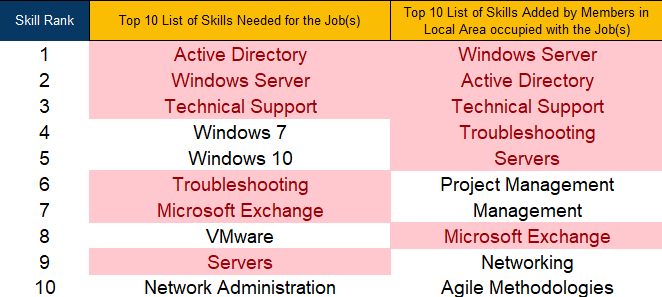 Skill Rank Top 10 List of Skills Needed for the Job(s) Top 10 List of Skills Added by Members in
Local Area occupied with the Job(s)
1 Active Directory Windows Server
2 Windows Server Active Directory
3 Technical Support Technical Support
4 Windows 7 Troubleshooting
5 Windows 10 Servers
6 Troubleshooting Project Management
7 Microsoft Exchange Management
8 VMware Microsoft Exchange
9 Servers Networking
10 Network Administration Agile Methodologies